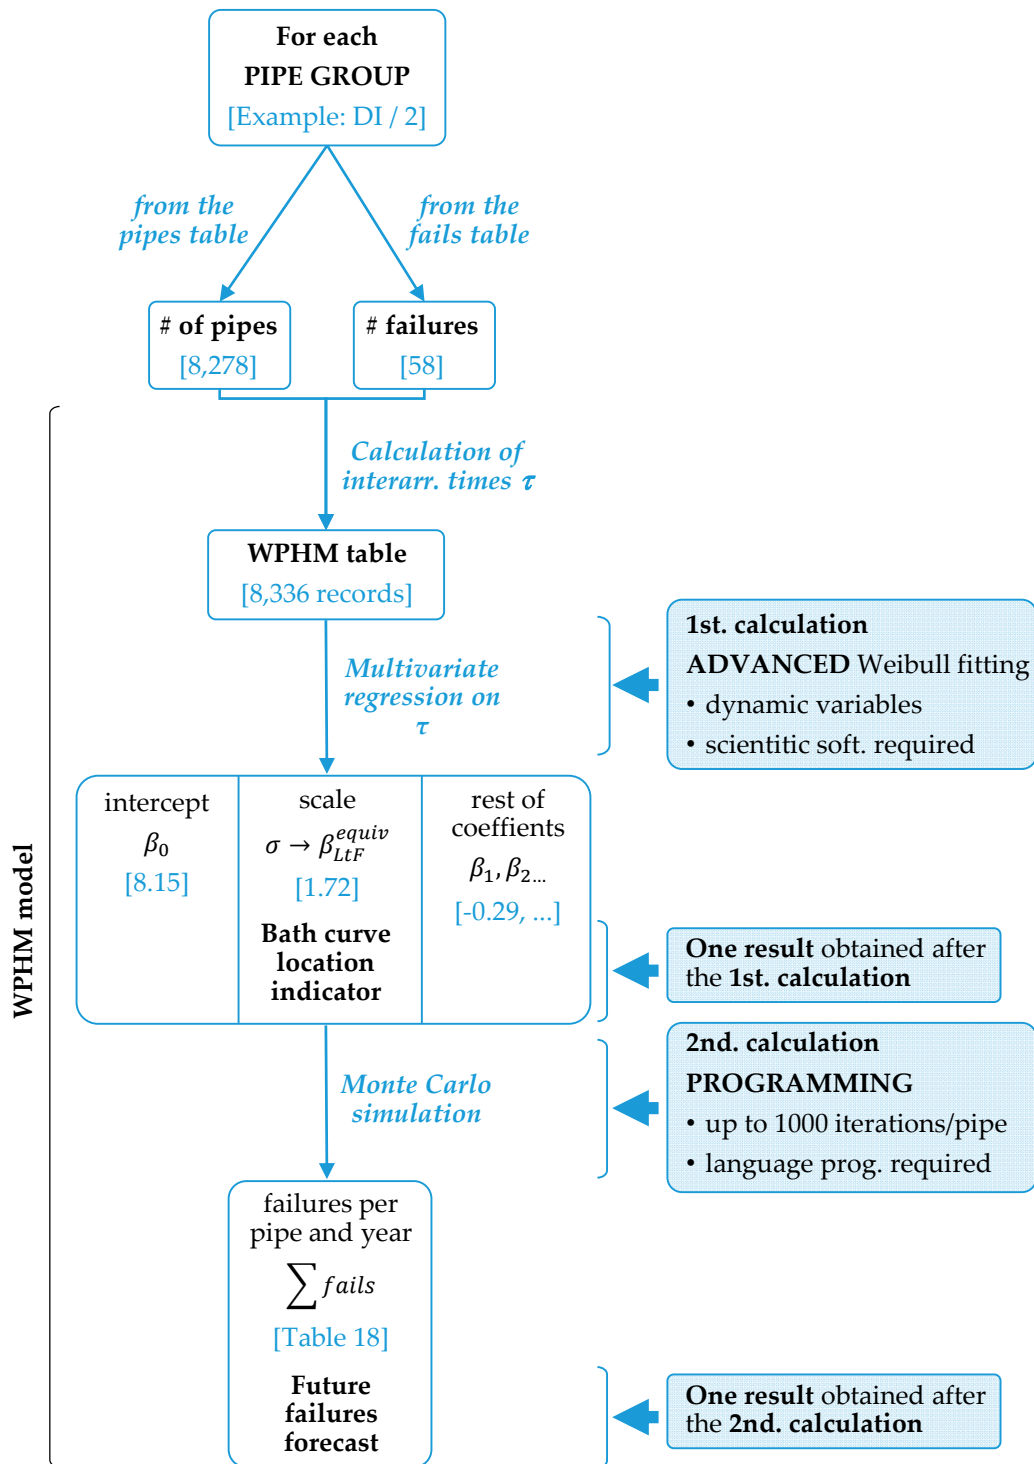 For each
PIPE GROUP
[Example: DI / 2]
from the
pipes table
from the
fails table
# of pipes
[8,278]
# failures
[58]
Calculation of
interarr. times τ
WPHM table
[8,336 records]
Multivariate
regression on
τ
1st. calculation
ADVANCED Weibull fitting
• dynamic variables
• scientitic soft. required
WPHM model
intercept
β₀
[8.15]
scale
σ → β_{LtF}^{equiv}
[1.72]
Bath curve
location
indicator
rest of
coeffients
β₁, β₂...
[-0.29, ...]
One result obtained after
the 1st. calculation
Monte Carlo
simulation
2nd. calculation
PROGRAMMING
• up to 1000 iterations/pipe
• language prog. required
failures per
pipe and year
∑ fails
[Table 18]
Future
failures
forecast
One result obtained after
the 2nd. calculation